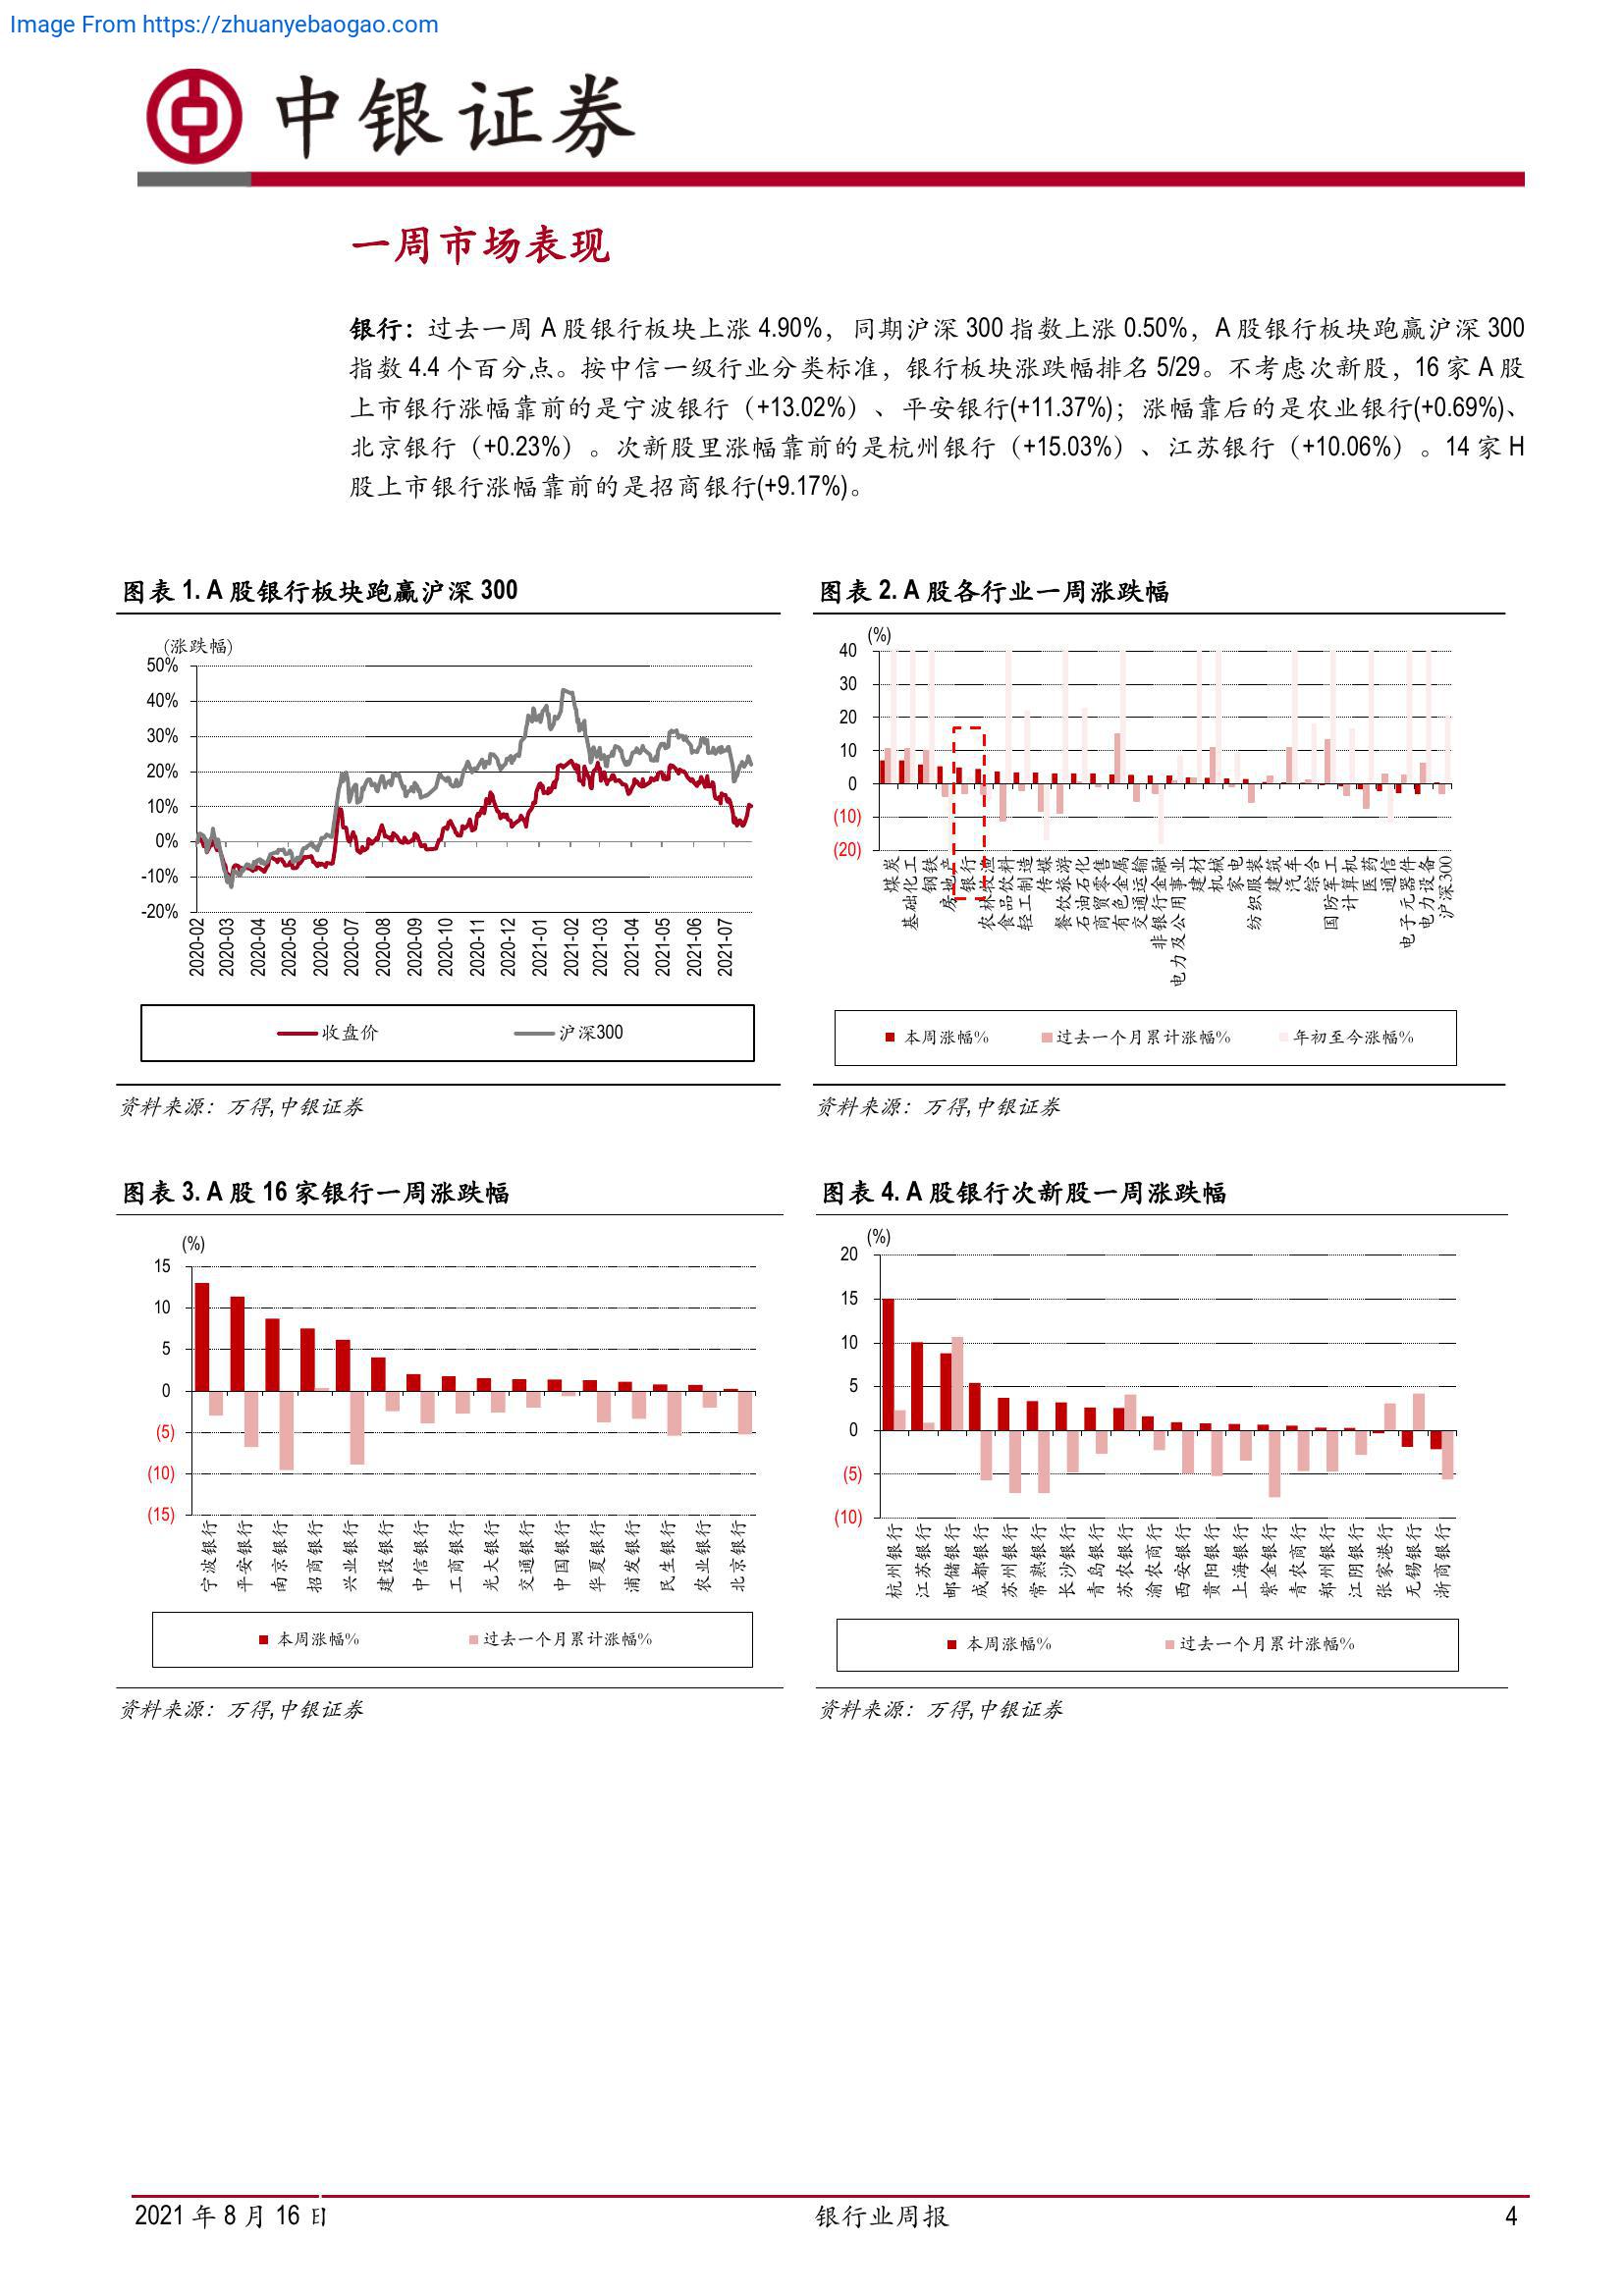 Image From https://zhuanyebaogao.com
中银证券
一周市场表现
银行：过去一周 A 股银行板块上涨 4.90%，同期沪深 300 指数上涨 0.50%，A 股银行板块跑赢沪深 300
指数 4.4 个百分点。按中信一级行业分类标准，银行板块涨跌幅排名 5/29。不考虑次新股，16 家 A 股
上市银行涨幅靠前的是宁波银行（+13.02%）、平安银行(+11.37%)；涨幅靠后的是农业银行(+0.69%)、
北京银行（+0.23%）。次新股里涨幅靠前的是杭州银行（+15.03%）、江苏银行（+10.06%）。14 家 H
股上市银行涨幅靠前的是招商银行(+9.17%)。
图表 1. A 股银行板块跑赢沪深 300
(涨跌幅)
50%
40%
30%
20%
10%
0%
-10%
-20%
2020-02
2020-03
2020-04
2020-05
2020-06
2020-07
2020-08
2020-09
2020-10
2020-11
2020-12
2021-01
2021-02
2021-03
2021-04
2021-05
2021-06
2021-07
收盘价
沪深300
资料来源：万得,中银证券
图表 2. A 股各行业一周涨跌幅
(%)
40
30
20
10
0
(10)
(20)
煤炭
基础化工
钢铁
房地产
银行
农林牧渔
食品饮料
轻工制造
传媒
餐饮旅游
石油石化
商贸零售
有色金属
交通运输
非银行金融
电力及公用事业
建材
机械
家电
纺织服装
建筑
汽车
综合
国防军工
计算机
医药
通信
电子元器件
电力设备
沪深300
本周涨幅%
过去一个月累计涨幅%
年初至今涨幅%
资料来源：万得,中银证券
图表 3. A 股 16 家银行一周涨跌幅
(%)
15
10
5
0
(5)
(10)
(15)
宁波银行
平安银行
南京银行
招商银行
兴业银行
建设银行
中信银行
工商银行
光大银行
交通银行
中国银行
华夏银行
浦发银行
民生银行
农业银行
北京银行
本周涨幅%
过去一个月累计涨幅%
资料来源：万得,中银证券
图表 4. A 股银行次新股一周涨跌幅
(%)
20
15
10
5
0
(5)
(10)
杭州银行
江苏银行
邮储银行
成都银行
苏州银行
常熟银行
长沙银行
青岛银行
苏农银行
渝农商行
西安银行
贵阳银行
上海银行
紫金银行
青农商行
郑州银行
江阴银行
张家港行
无锡银行
浙商银行
本周涨幅%
过去一个月累计涨幅%
资料来源：万得,中银证券
2021 年 8 月 16 日
银行业周报
4